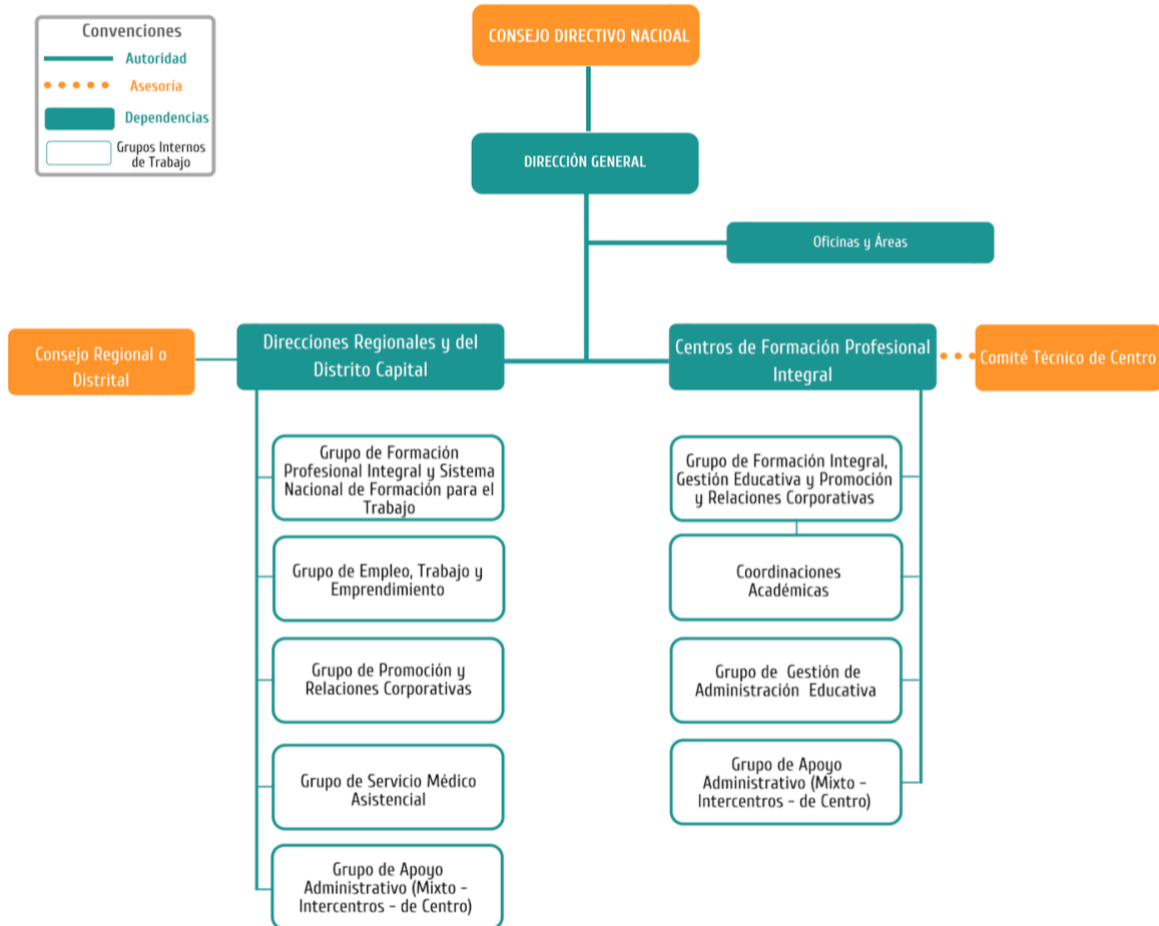 Convenciones
Autoridad
Asesoría
Dependencias
Grupos Internos
de Trabajo
CONSEJO DIRECTIVO NACIOAL
DIRECCIÓN GENERAL
Oficinas y Áreas
Consejo Regional o
Distrital
Direcciones Regionales y del
Distrito Capital
Centros de Formación Profesional
Integral
Comité Técnico de Centro
Grupo de Formación
Profesional Integral y Sistema
Nacional de Formación para el
Trabajo
Grupo de Empleo, Trabajo y
Emprendimiento
Grupo de Promoción y
Relaciones Corporativas
Grupo de Servicio Médico
Asistencial
Grupo de Apoyo
Administrativo (Mixto -
Intercentros - de Centro)
Grupo de Formación Integral,
Gestión Educativa y Promoción
y Relaciones Corporativas
Coordinaciones
Académicas
Grupo de Gestión de
Administración Educativa
Grupo de Apoyo
Administrativo (Mixto -
Intercentros - de Centro)